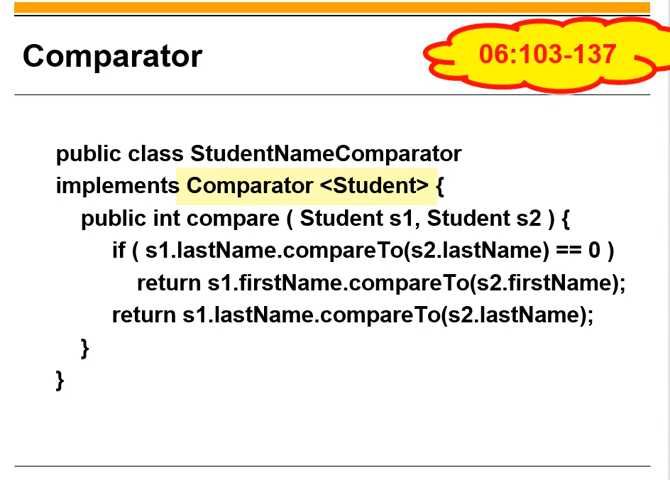 Comparator
06:103-137
public class StudentNameComparator
implements Comparator <Student> {
public int compare ( Student s1, Student s2 ) {
if ( s1.lastName.compareTo(s2.lastName) == 0 )
return s1.firstName.compareTo(s2.firstName);
return s1.lastName.compareTo(s2.lastName);
}
}